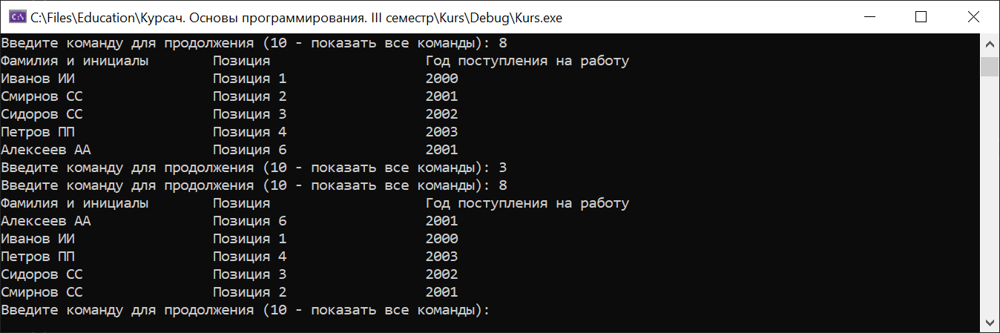 C:\Files\Education\Курсач. Основы программирования. III семестр\Kurs\Debug\Kurs.exe
Введите команду для продолжения (10 - показать все команды): 8
Фамилия и инициалы Позиция Год поступления на работу
Иванов ИИ Позиция 1 2000
Смирнов СС Позиция 2 2001
Сидоров СС Позиция 3 2002
Петров ПП Позиция 4 2003
Алексеев АА Позиция 6 2001
Введите команду для продолжения (10 - показать все команды): 3
Введите команду для продолжения (10 - показать все команды): 8
Фамилия и инициалы Позиция Год поступления на работу
Алексеев АА Позиция 6 2001
Иванов ИИ Позиция 1 2000
Петров ПП Позиция 4 2003
Сидоров СС Позиция 3 2002
Смирнов СС Позиция 2 2001
Введите команду для продолжения (10 - показать все команды):